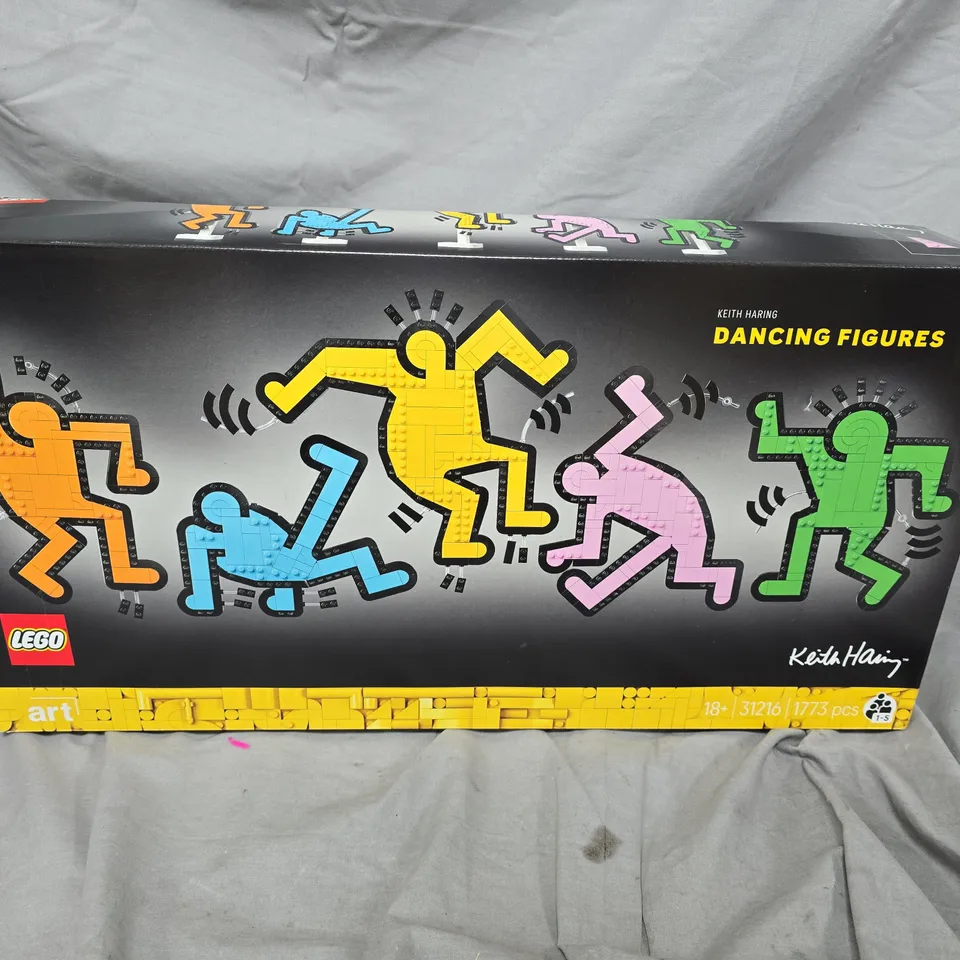 KEITH HARING
DANCING FIGURES
LEGO
Keith Haring
art
18+ 31216 1773 pcs
1-5